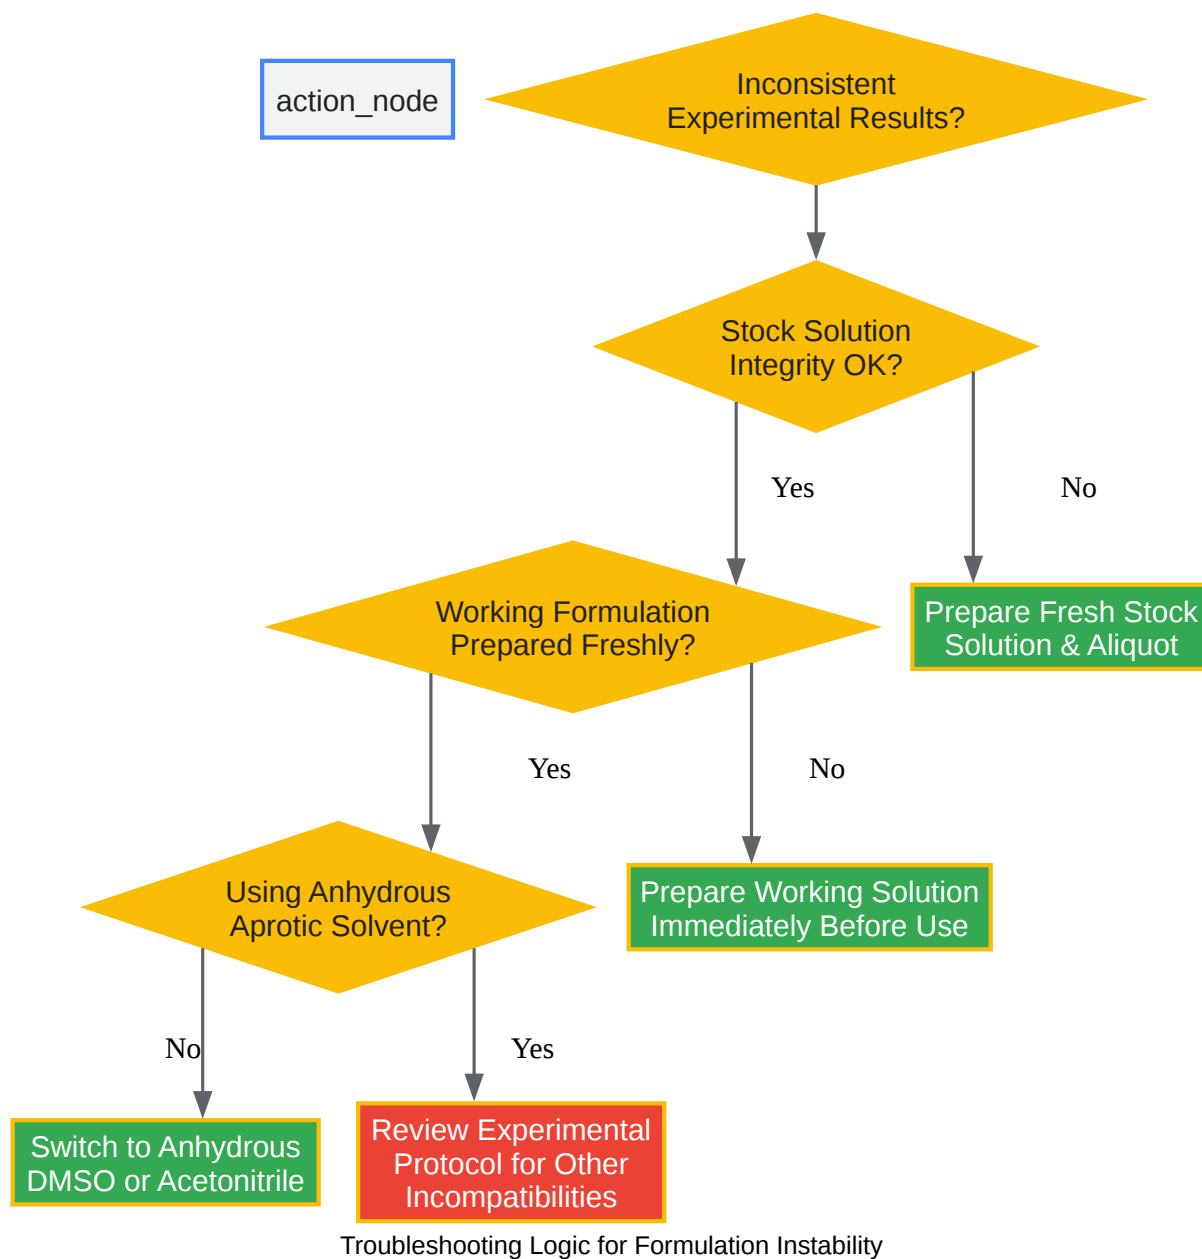 action_node
Inconsistent
Experimental Results?
Stock Solution
Integrity OK?
Yes
No
Working Formulation
Prepared Freshly?
Prepare Fresh Stock
Solution & Aliquot
Yes
No
Using Anhydrous
Aprotic Solvent?
Prepare Working Solution
Immediately Before Use
No
Yes
Switch to Anhydrous
DMSO or Acetonitrile
Review Experimental
Protocol for Other
Incompatibilities
Troubleshooting Logic for Formulation Instability